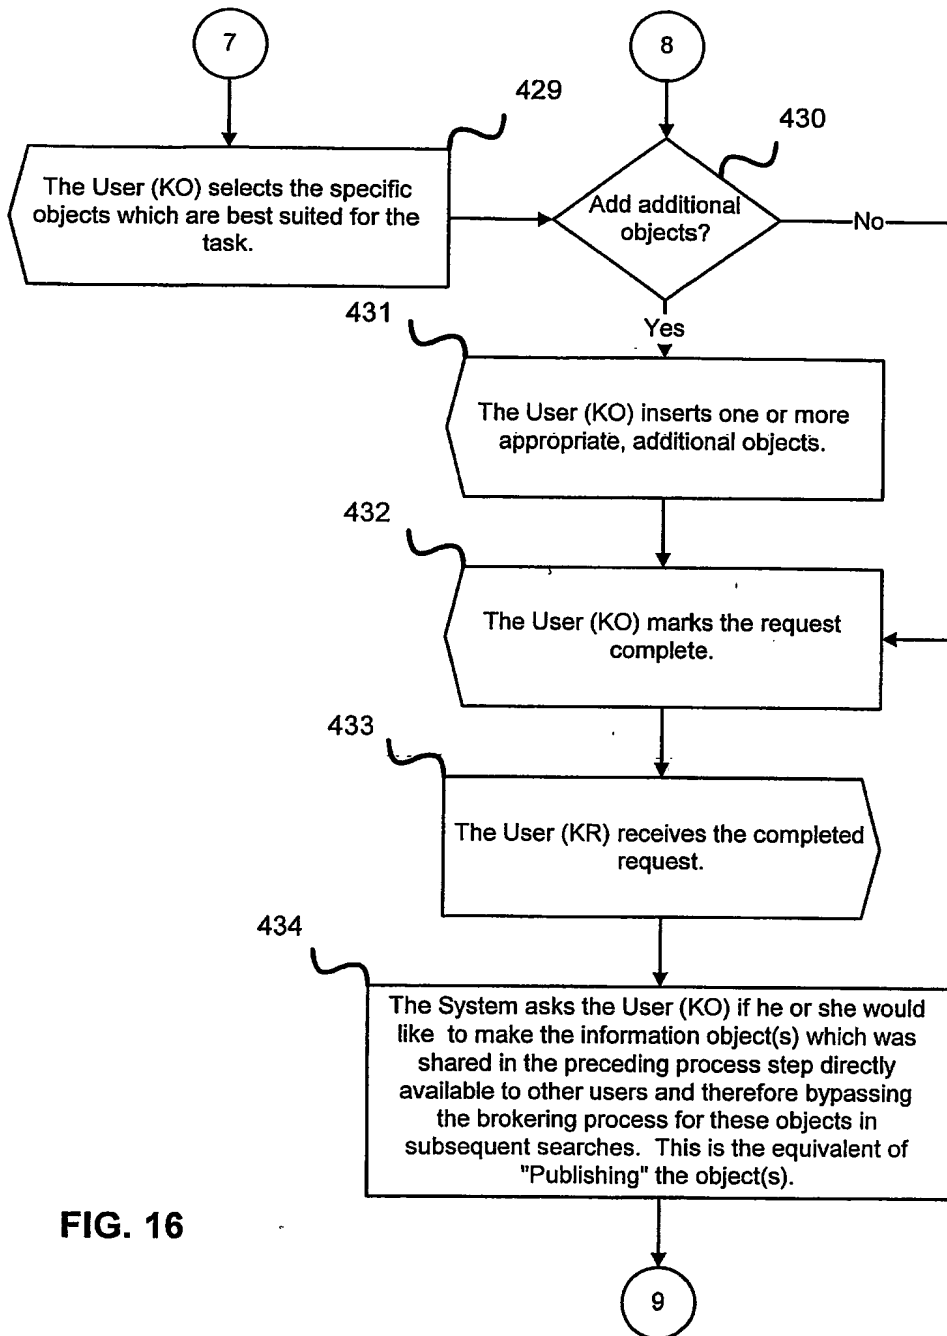 7
8
429
430
The User (KO) selects the specific
objects which are best suited for the
task.
Add additional
objects?
No
Yes
431
The User (KO) inserts one or more
appropriate, additional objects.
432
The User (KO) marks the request
complete.
433
The User (KR) receives the completed
request.
434
The System asks the User (KO) if he or she would
like to make the information object(s) which was
shared in the preceding process step directly
available to other users and therefore bypassing
the brokering process for these objects in
subsequent searches. This is the equivalent of
"Publishing" the object(s).
FIG. 16
9